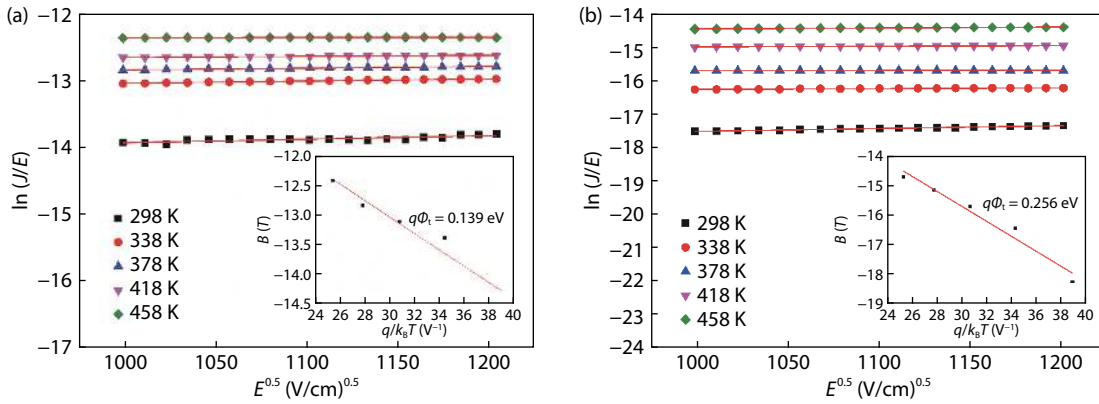 (a)
−12
−13
−14
−15
−16
−17
ln (J/E)
1000
1050
1100
1150
1200
E^0.5 (V/cm)^0.5
298 K
338 K
378 K
418 K
458 K
−12.0
−12.5
−13.0
−13.5
−14.0
−14.5
B (T)
qΦt = 0.139 eV
24 26 28 30 32 34 36 38 40
q/kBT (V⁻¹)
(b)
−14
−15
−16
−17
−18
−19
−20
−21
−22
−23
−24
ln (J/E)
1000
1050
1100
1150
1200
E^0.5 (V/cm)^0.5
298 K
338 K
378 K
418 K
458 K
−14
−15
−16
−17
−18
−19
B (T)
qΦt = 0.256 eV
24 26 28 30 32 34 36 38 40
q/kBT (V⁻¹)